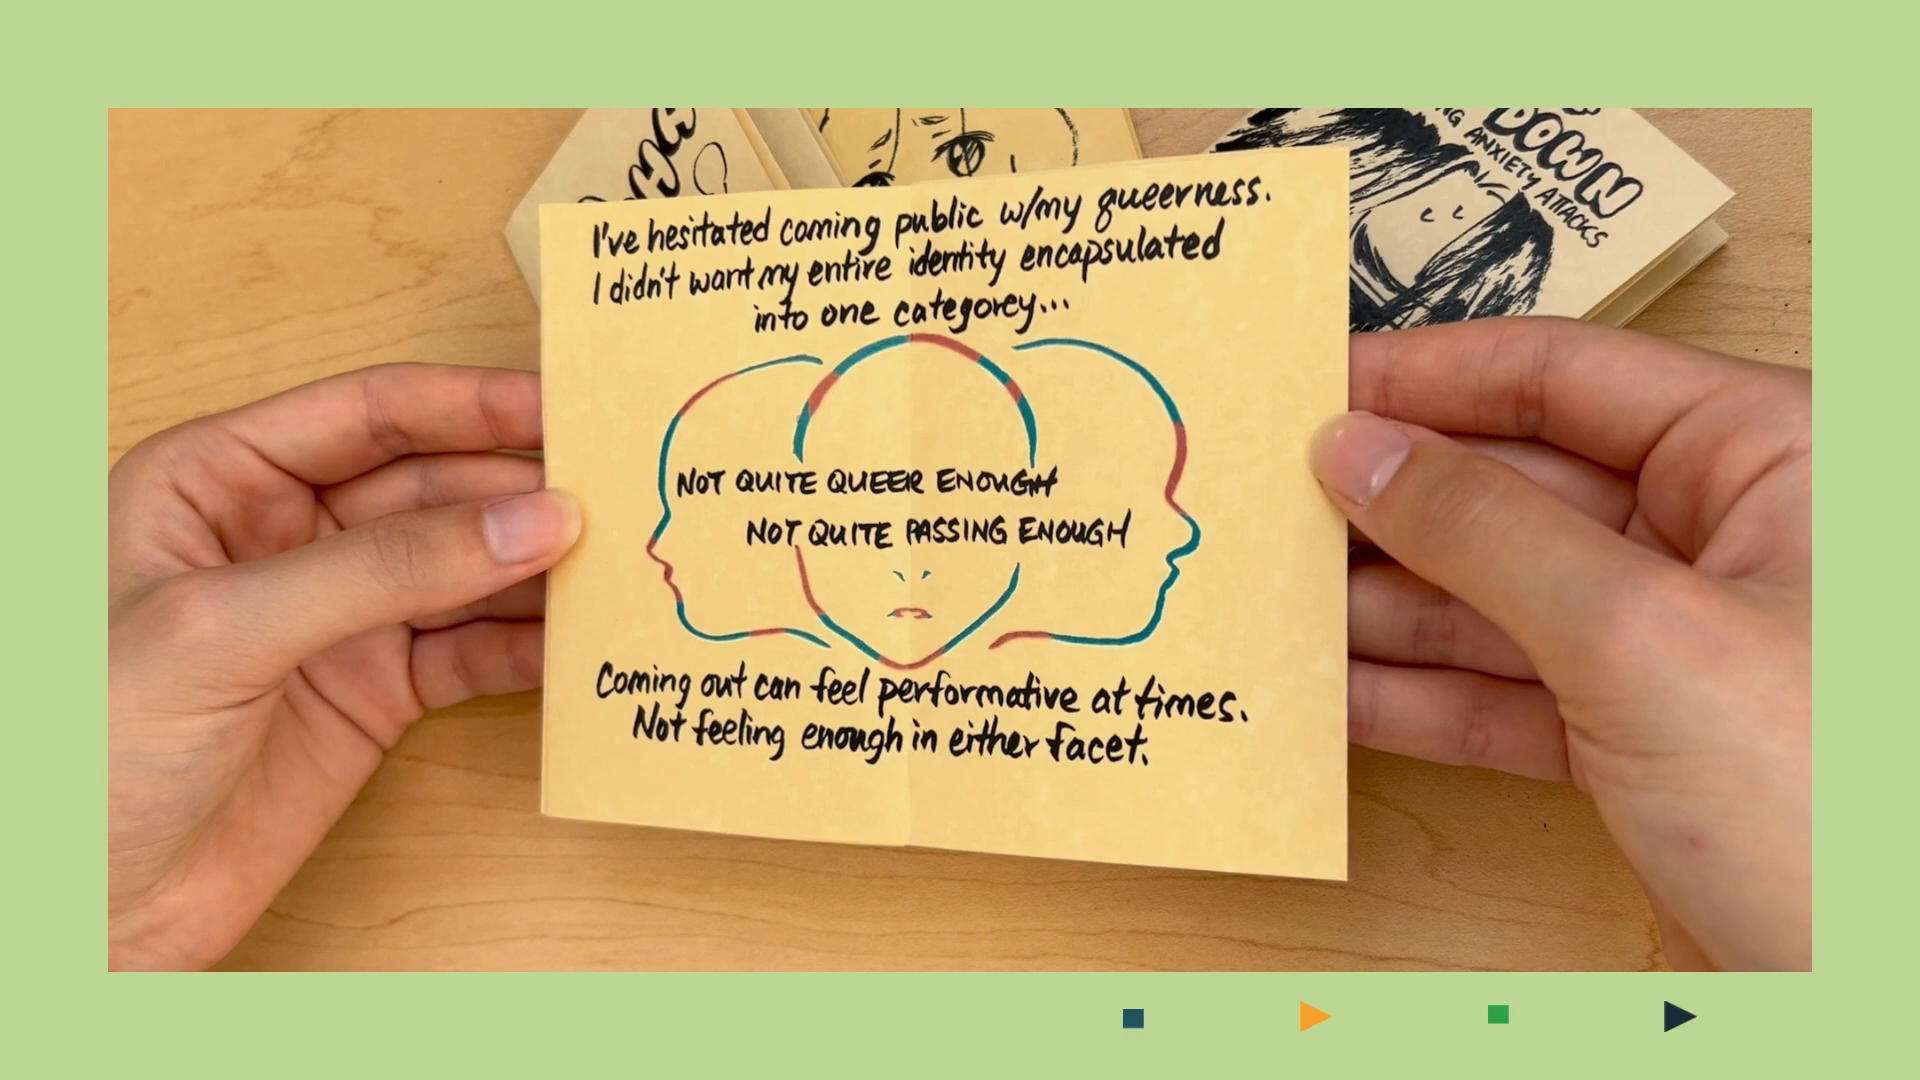 DOWN
ANXIETY ATTACKS
I've hesitated coming public w/my queerness.
I didn't want my entire identity encapsulated
into one categorey...
NOT QUITE QUEER ENOUGH
NOT QUITE PASSING ENOUGH
Coming out can feel performative at times.
Not feeling enough in either facet.